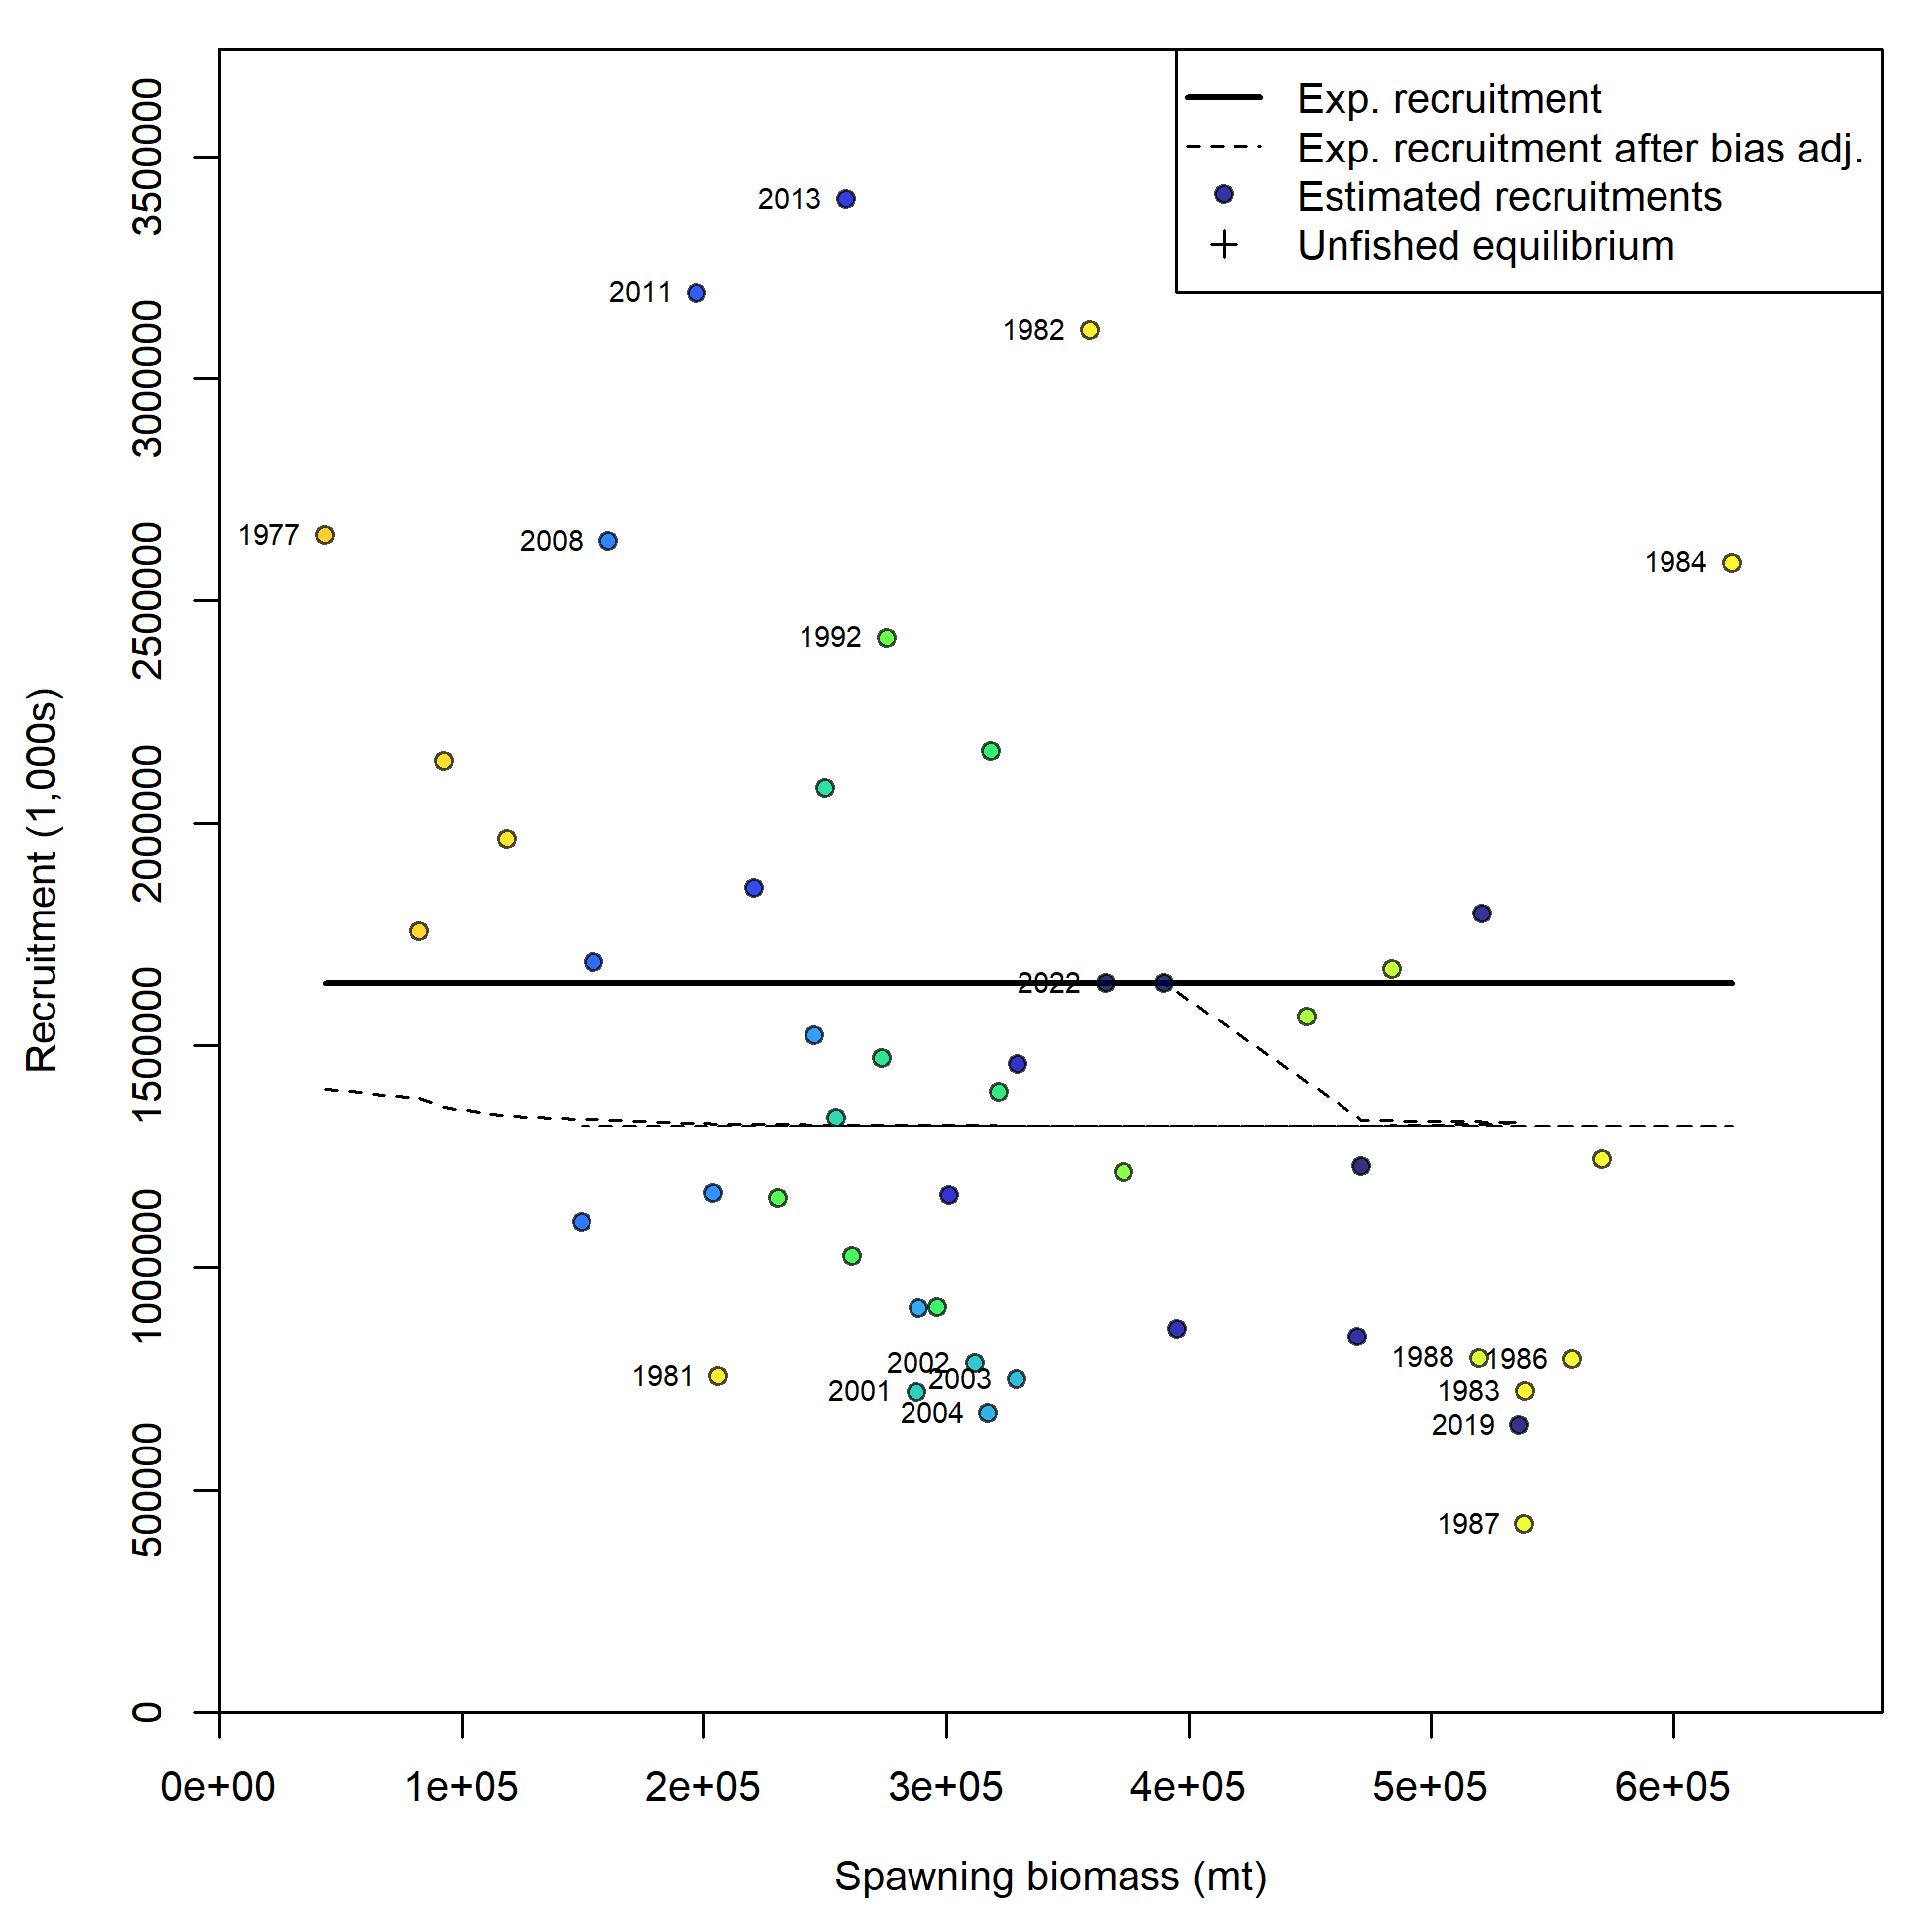 Exp. recruitment
Exp. recruitment after bias adj.
Estimated recruitments
Unfished equilibrium
3500000
3000000
2500000
2000000
1500000
1000000
500000
0
Recruitment (1,000s)
2013
2011
1982
1977
2008
1984
1992
2022
2002
1988
1986
1981
2003
2001
1983
2004
2019
1987
0e+00
1e+05
2e+05
3e+05
4e+05
5e+05
6e+05
Spawning biomass (mt)